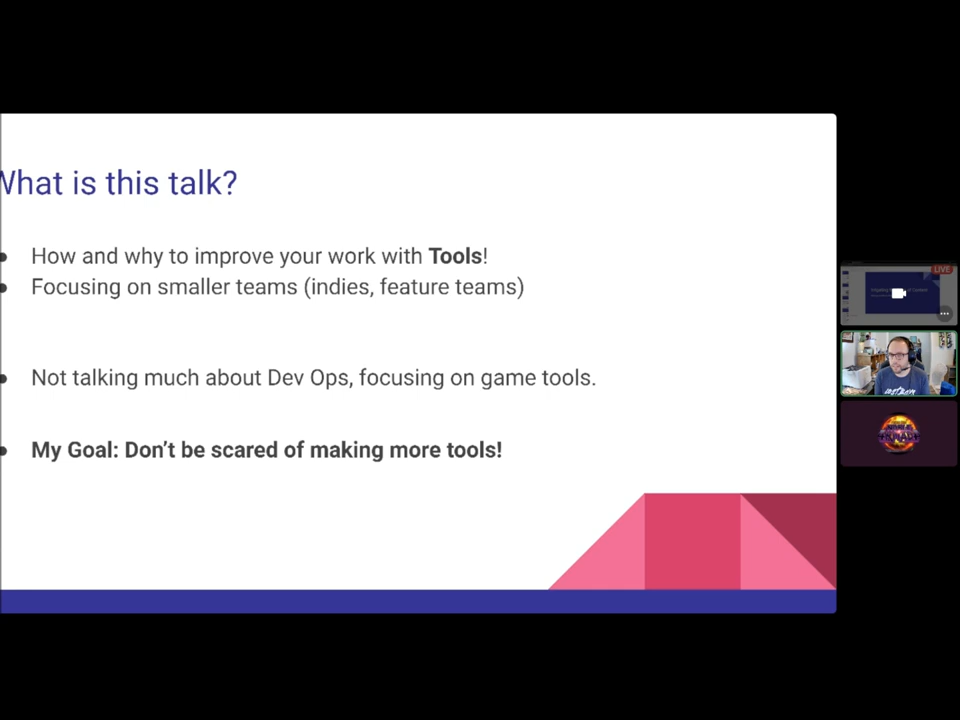 What is this talk?
How and why to improve your work with Tools!
Focusing on smaller teams (indies, feature teams)
Not talking much about Dev Ops, focusing on game tools.
My Goal: Don't be scared of making more tools!
LIVE